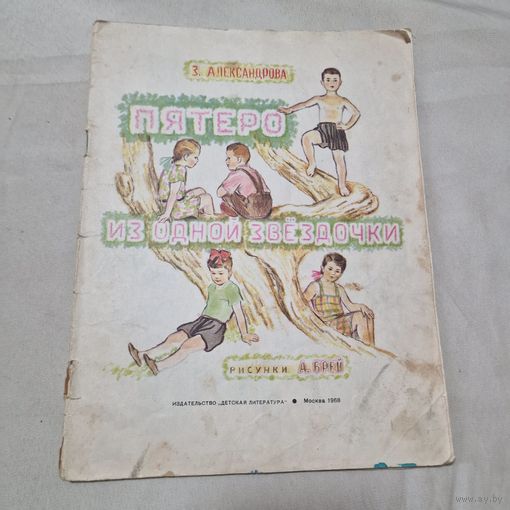 З. АЛЕКСАНДРОВА
ПЯТЕРО
ИЗ ОДНОЙ ЗВЁЗДОЧКИ
РИСУНКИ А. БРЕЙ
ИЗДАТЕЛЬСТВО „ДЕТСКАЯ ЛИТЕРАТУРА" ● Москва 1968
www.ay.by